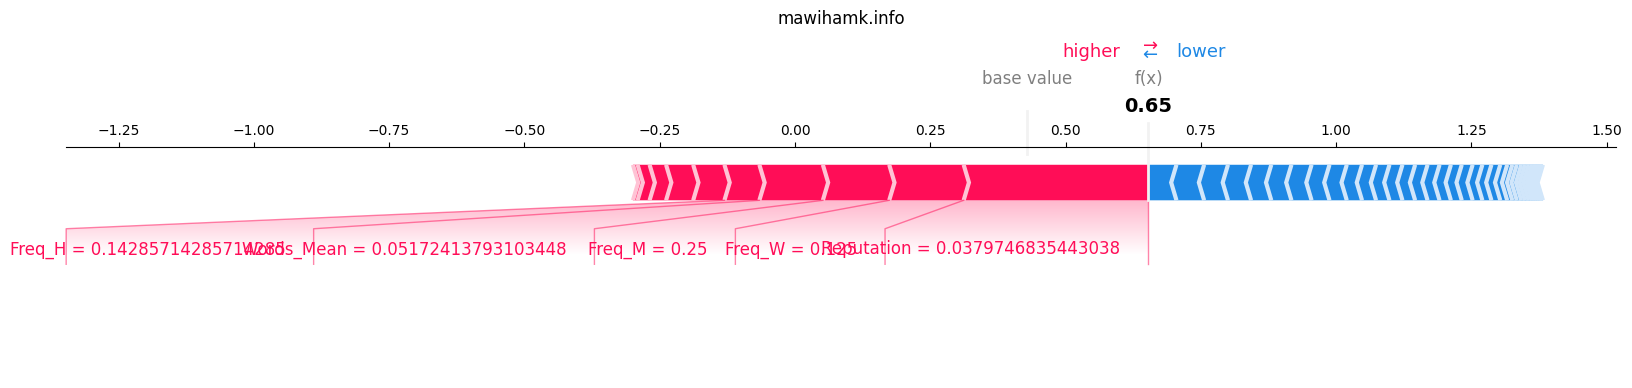 mawihamk.info
higher → ← lower
base value f(x)
0.65
−1.25 −1.00 −0.75 −0.50 −0.25 0.00 0.25 0.50 0.75 1.00 1.25 1.50
Freq_H = 0.14285714285714285 Words_Mean = 0.05172413793103448 Freq_M = 0.25 Freq_W = 0.125 Reputation = 0.0379746835443038